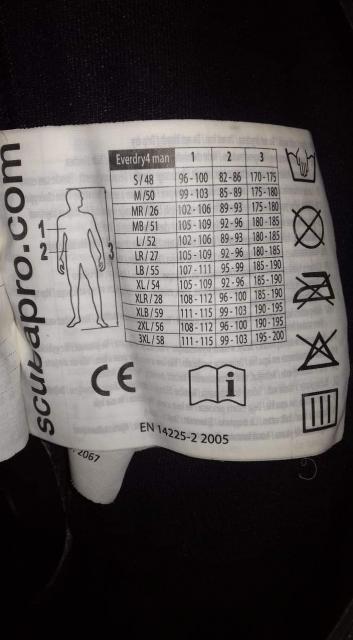 scubapro.com
Everdry4 man 1 2 3
S / 48 96 - 100 82 - 86 170 - 175
M / 50 99 - 103 85 - 89 175 - 180
MR / 26 102 - 106 89 - 93 175 - 180
MB / 51 105 - 109 92 - 96 180 - 185
L / 52 102 - 106 89 - 93 180 - 185
LR / 27 105 - 109 92 - 96 180 - 185
LB / 55 107 - 111 95 - 99 185 - 190
XL / 54 105 - 109 92 - 96 185 - 190
XLR / 28 108 - 112 96 - 100 185 - 190
XLB / 59 111 - 115 99 - 103 190 - 195
2XL / 56 108 - 112 96 - 100 190 - 195
3XL / 58 111 - 115 99 - 103 195 - 200
1
2
3
CE
i
EN 14225-2 2005
2067